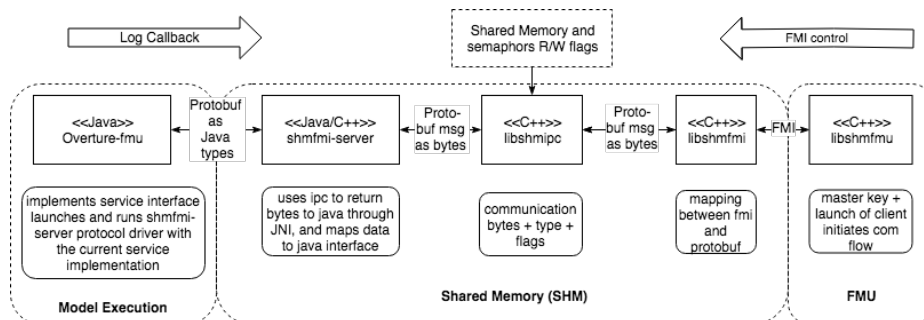 Log Callback
Shared Memory and
semaphors R/W flags
FMI control
<<Java>>
Overture-fmu
Protobuf
as
Java
types
<<Java/C++>>
shmfmi-server
Proto-
buf msg
as bytes
<<C++>
libshmipc
Proto-
buf msg
as bytes
<<C++>
libshmfmi
FMI
<<C++>
libshmfmu
implements service interface
launches and runs shmfmi-
server protocol driver with
the current service
implementation
uses ipc to return
bytes to java through
JNI, and maps data
to java interface
communication
bytes + type +
flags
mapping
between fmi
and
protobuf
master key +
launch of client
initiates com
flow
Model Execution
Shared Memory (SHM)
FMU